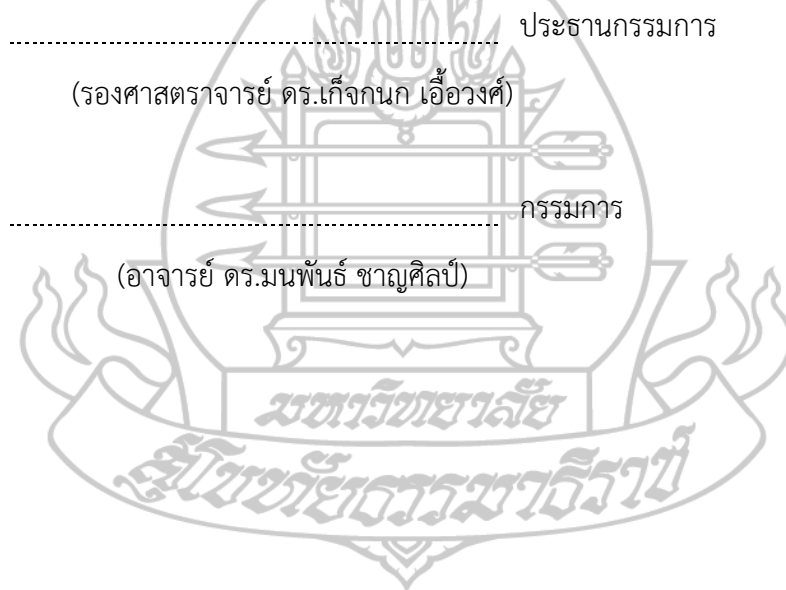 ประธานกรรมการ
(รองศาสตราจารย์ ดร.เก็จกนก เอื้อวงศ์)
กรรมการ
(อาจารย์ ดร.มนพันธ์ ชาญศิลป์)
มหาวิทยาลัย
สุโขทัยธรรมาธิราช